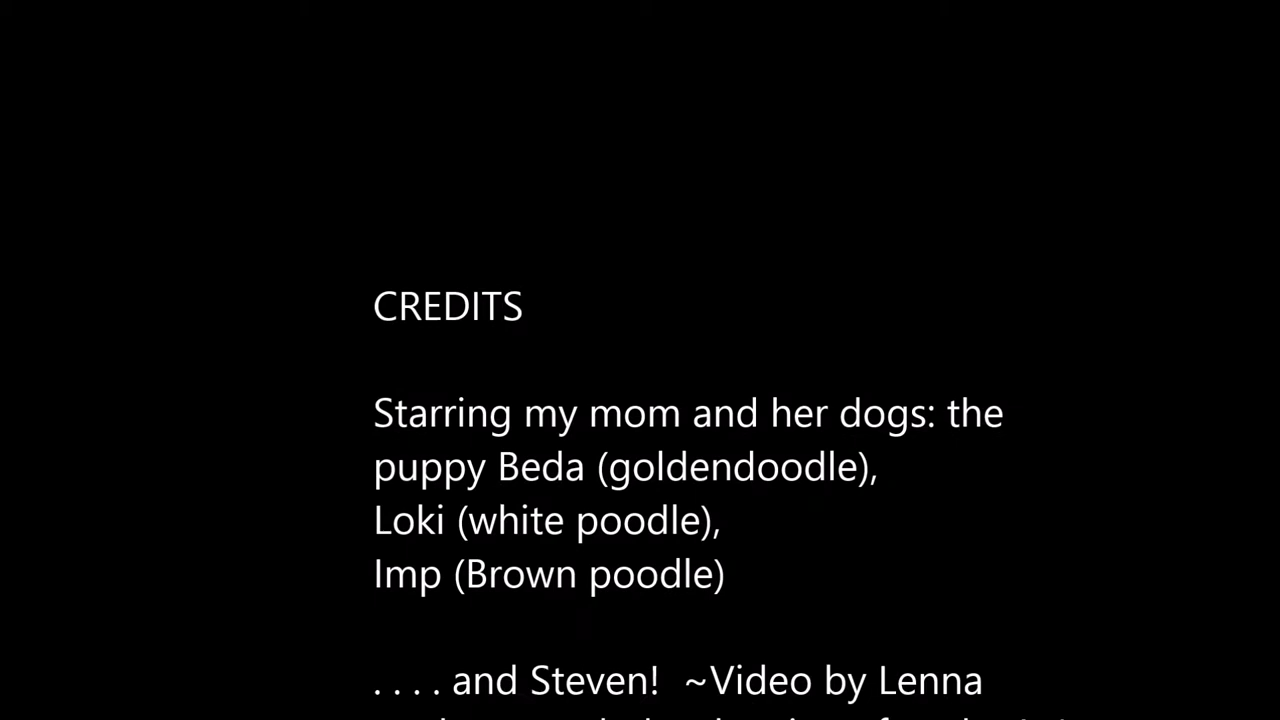 CREDITS
Starring my mom and her dogs: the
puppy Beda (goldendoodle),
Loki (white poodle),
Imp (Brown poodle)
. . . . and Steven!  ~Video by Lenna